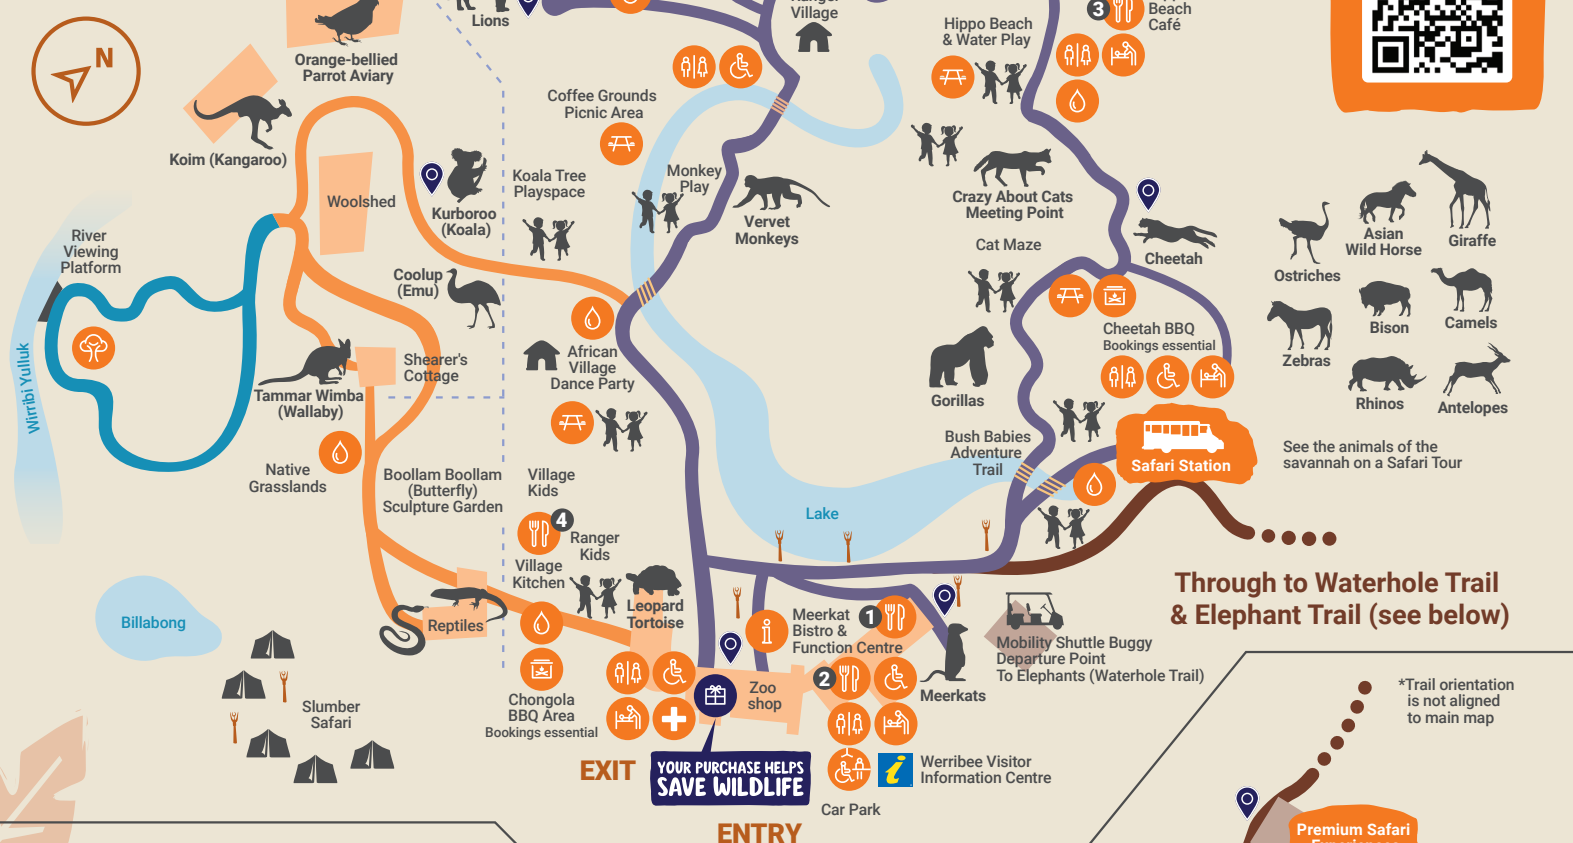 N
Lions
Orange-bellied
Parrot Aviary
Koim (Kangaroo)
Woolshed
Kurboroo
(Koala)
River
Viewing
Platform
Wirribi Yulluk
Coolup
(Emu)
Shearer's
Cottage
Tammar Wimba
(Wallaby)
Native
Grasslands
Boollam Boollam
(Butterfly)
Sculpture Garden
Reptiles
Billabong
Slumber
Safari
Village
Coffee Grounds
Picnic Area
Koala Tree
Playspace
Monkey
Play
Vervet
Monkeys
African
Village
Dance Party
Village
Kids
4
Ranger
Kids
Village
Kitchen
Leopard
Tortoise
Chongola
BBQ Area
Bookings essential
Hippo Beach
& Water Play
3
Beach
Café
Crazy About Cats
Meeting Point
Cat Maze
Cheetah
Cheetah BBQ
Bookings essential
Gorillas
Bush Babies
Adventure
Trail
Lake
Safari Station
Ostriches
Asian
Wild Horse
Giraffe
Zebras
Bison
Camels
Rhinos
Antelopes
See the animals of the
savannah on a Safari Tour
Through to Waterhole Trail
& Elephant Trail (see below)
i
Meerkat
Bistro &
Function Centre
1
2
Zoo
shop
Meerkats
Mobility Shuttle Buggy
Departure Point
To Elephants (Waterhole Trail)
EXIT
YOUR PURCHASE HELPS
SAVE WILDLIFE
i
Werribee Visitor
Information Centre
Car Park
ENTRY
*Trail orientation
is not aligned
to main map
Premium Safari